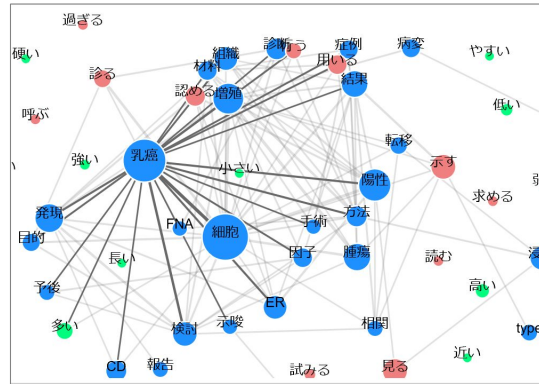 過ぎる
組織
診断
行う
症例
病変
硬い
材料
用いる
やすい
診る
認める
増殖
結果
低い
呼ぶ
転移
強い
乳癌
小さい
陽性
示す
求める
発現
FNA
手術
方法
目的
細胞
因子
腫瘍
読む
長い
予後
ER
高い
多い
検討
示唆
相関
type
CD
報告
試みる
見る
近い